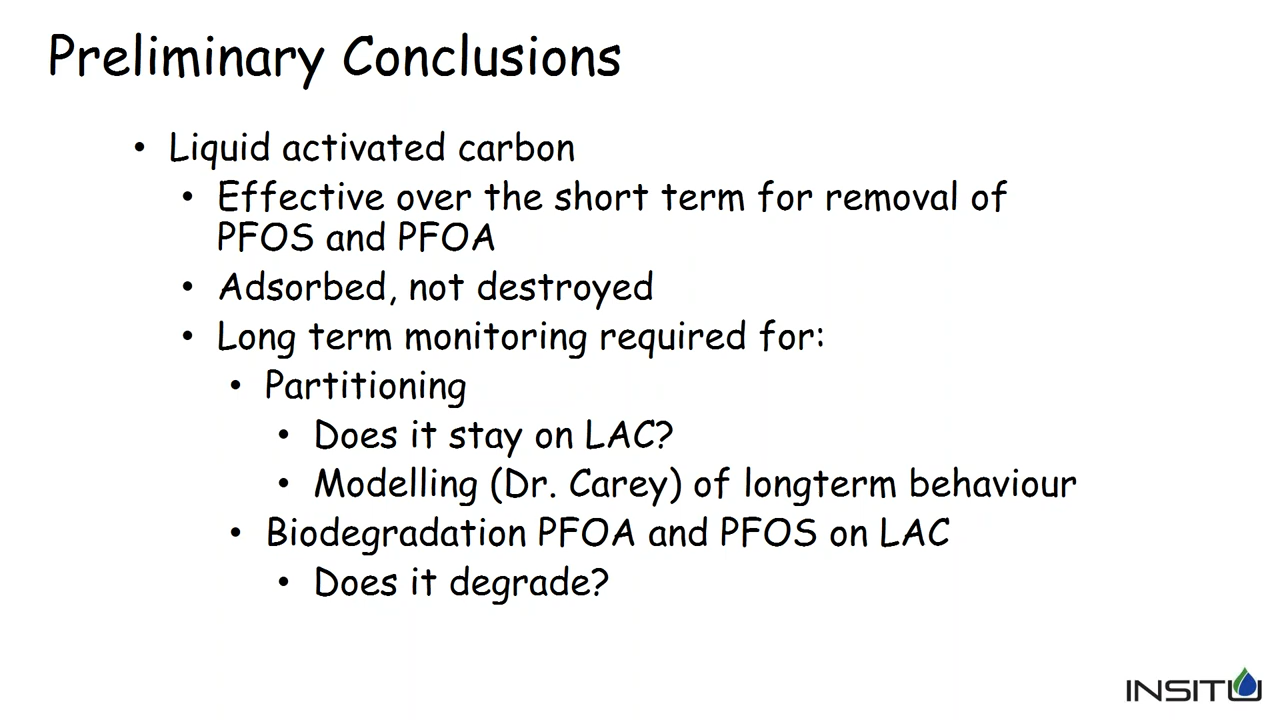 Preliminary Conclusions
• Liquid activated carbon
• Effective over the short term for removal of
PFOS and PFOA
• Adsorbed, not destroyed
• Long term monitoring required for:
• Partitioning
• Does it stay on LAC?
• Modelling (Dr. Carey) of longterm behaviour
• Biodegradation PFOA and PFOS on LAC
• Does it degrade?
INSITU